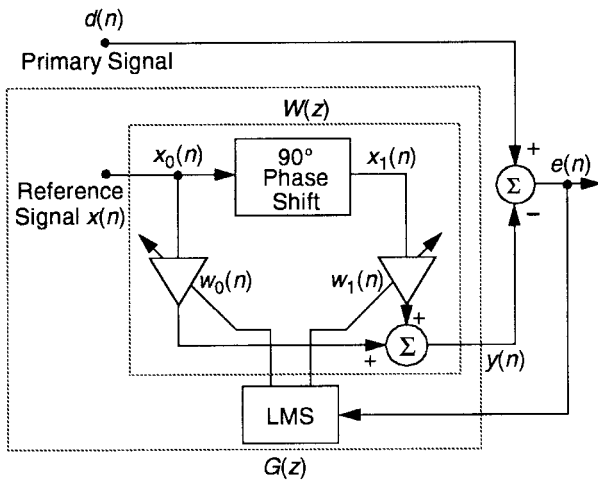 d(n)
Primary Signal
W(z)
x₀(n)
90°
Phase
Shift
x₁(n)
+
e(n)
Σ
−
Reference
Signal x(n)
w₀(n)
w₁(n)
+
+
Σ
y(n)
LMS
G(z)